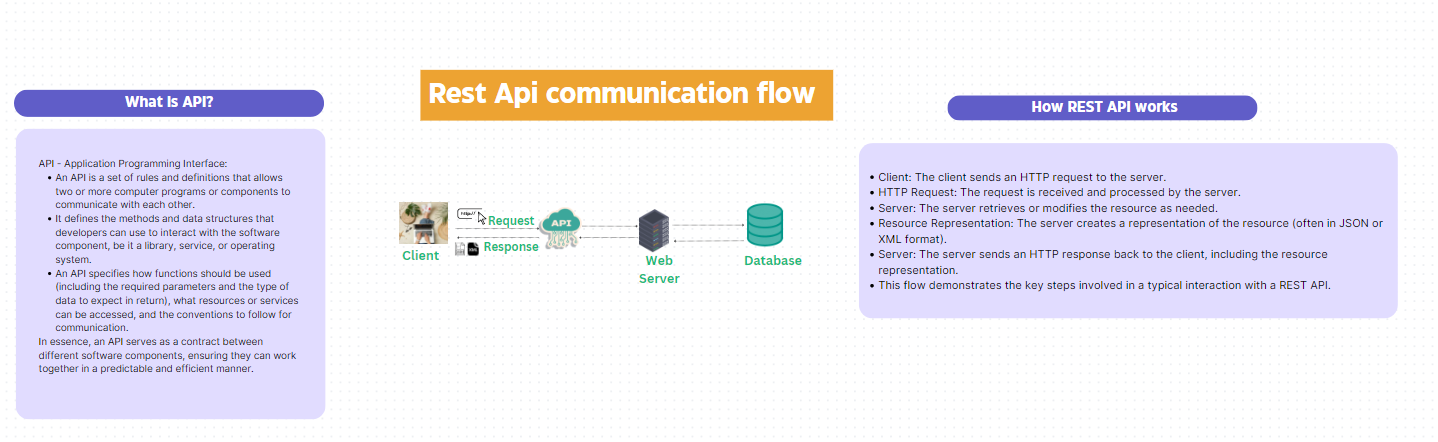 What is API?
API - Application Programming Interface:
• An API is a set of rules and definitions that allows
two or more computer programs or components to
communicate with each other.
• It defines the methods and data structures that
developers can use to interact with the software
component, be it a library, service, or operating
system.
• An API specifies how functions should be used
(including the required parameters and the type of
data to expect in return), what resources or services
can be accessed, and the conventions to follow for
communication.
In essence, an API serves as a contract between
different software components, ensuring they can work
together in a predictable and efficient manner.
Rest Api communication flow
http://
Request
API
Response
Client
Web
Server
Database
How REST API works
• Client: The client sends an HTTP request to the server.
• HTTP Request: The request is received and processed by the server.
• Server: The server retrieves or modifies the resource as needed.
• Resource Representation: The server creates a representation of the resource (often in JSON or
XML format).
• Server: The server sends an HTTP response back to the client, including the resource
representation.
• This flow demonstrates the key steps involved in a typical interaction with a REST API.